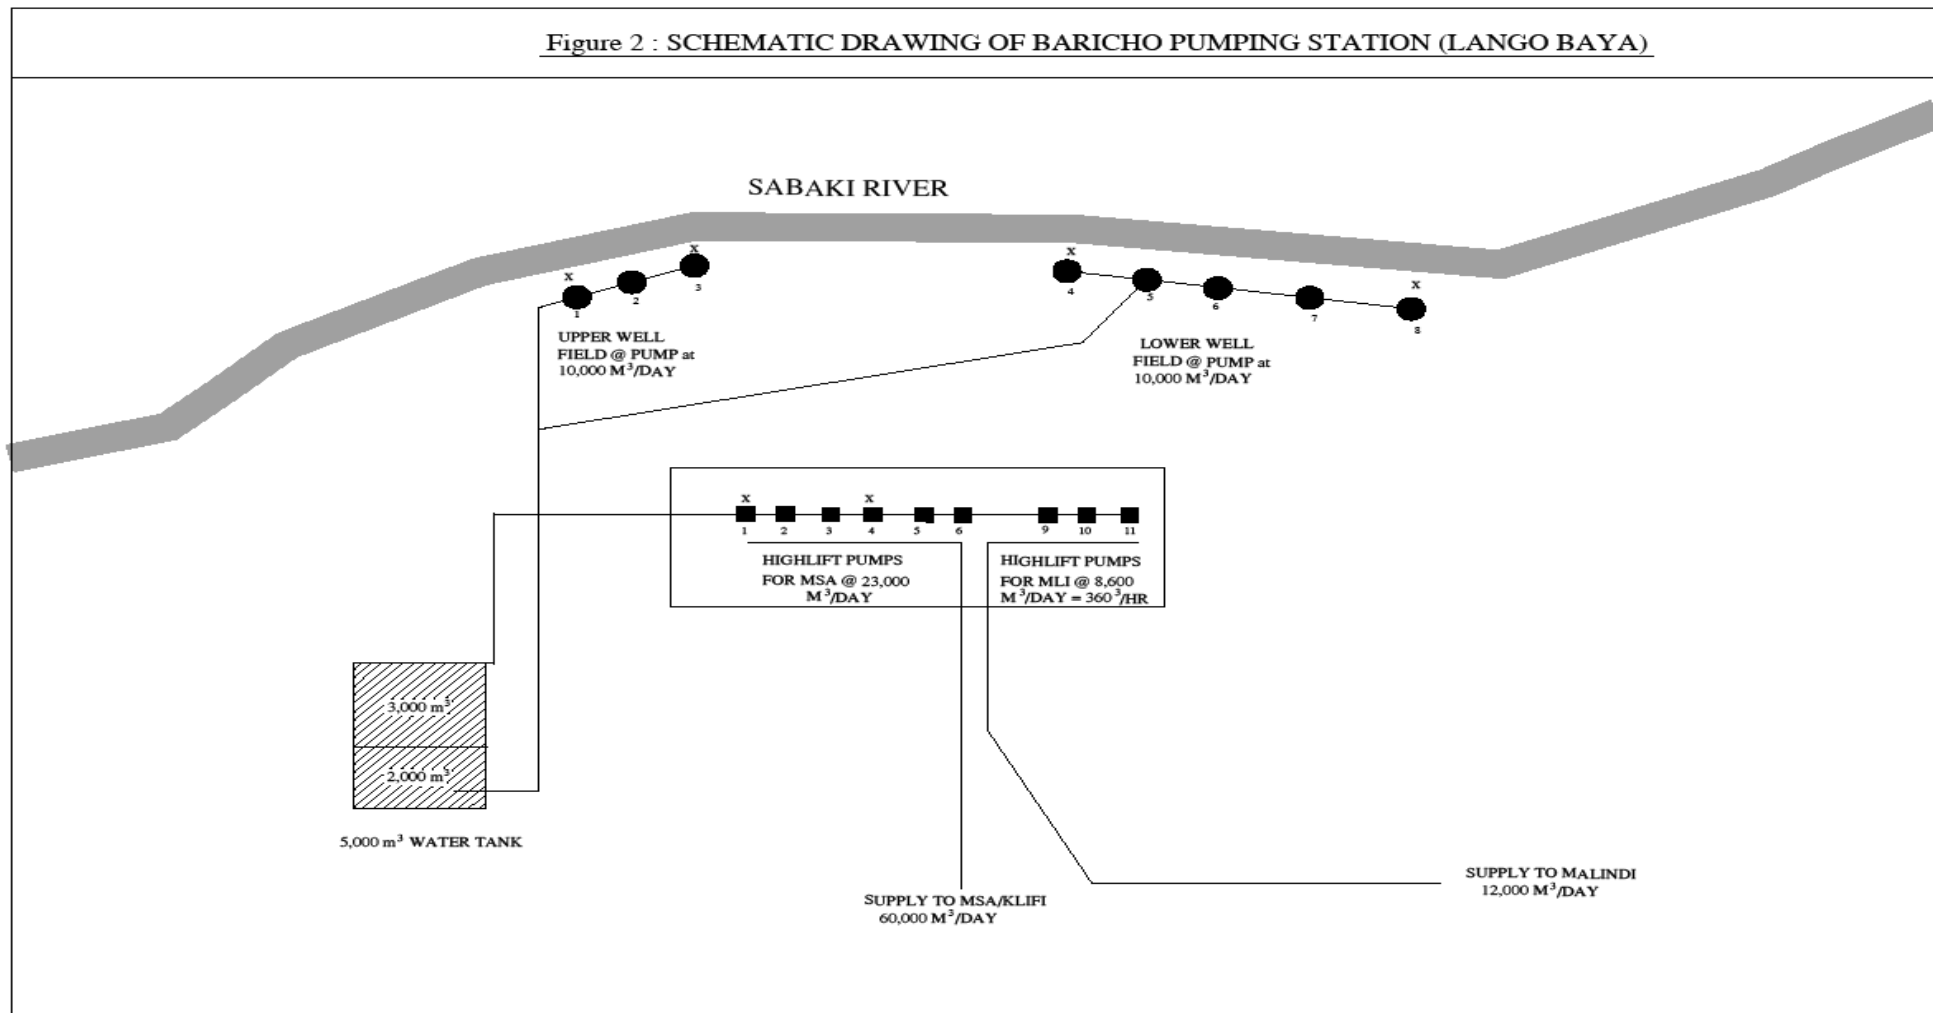 Figure 2 : SCHEMATIC DRAWING OF BARICHO PUMPING STATION (LANGO BAYA)
SABAKI RIVER
x
x
x
x
1
2
3
4
5
6
7
8
UPPER WELL
FIELD @ PUMP at
10,000 M³/DAY
LOWER WELL
FIELD @ PUMP at
10,000 M³/DAY
x
x
1
2
3
4
5
6
9
10
11
HIGHLIFT PUMPS
FOR MSA @ 23,000
M³/DAY
HIGHLIFT PUMPS
FOR MLI @ 8,600
M³/DAY = 360³/HR
3,000 m³
2,000 m³
5,000 m³ WATER TANK
SUPPLY TO MSA/KLIFI
60,000 M³/DAY
SUPPLY TO MALINDI
12,000 M³/DAY